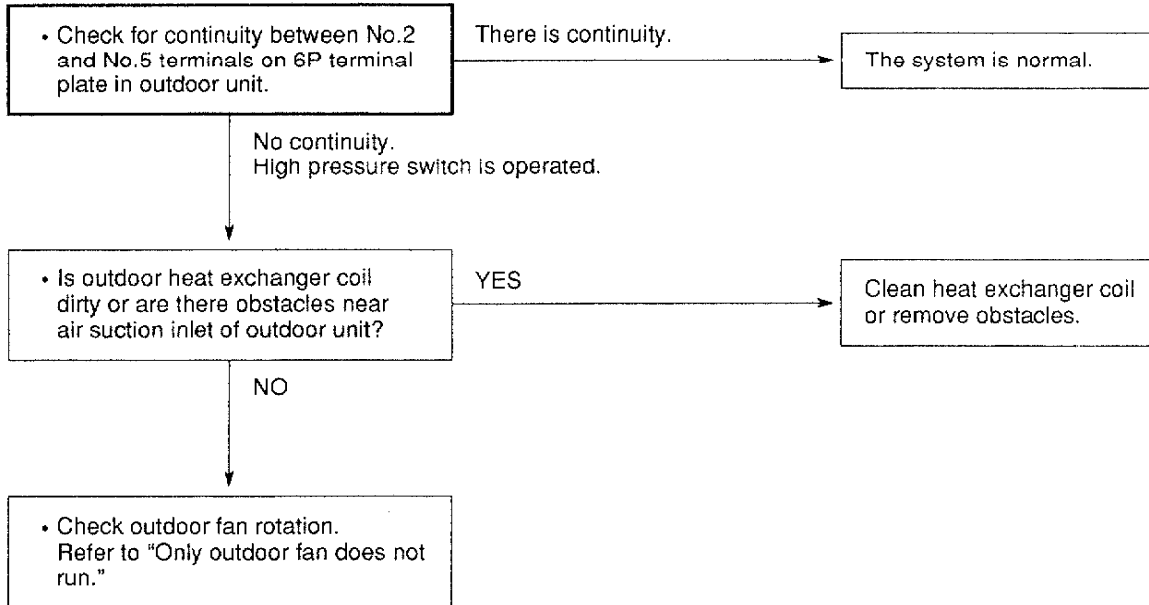 • Check for continuity between No.2
and No.5 terminals on 6P terminal
plate in outdoor unit.
There is continuity.
The system is normal.
No continuity.
High pressure switch is operated.
• Is outdoor heat exchanger coil
dirty or are there obstacles near
air suction inlet of outdoor unit?
YES
Clean heat exchanger coil
or remove obstacles.
NO
• Check outdoor fan rotation.
Refer to “Only outdoor fan does not
run.”